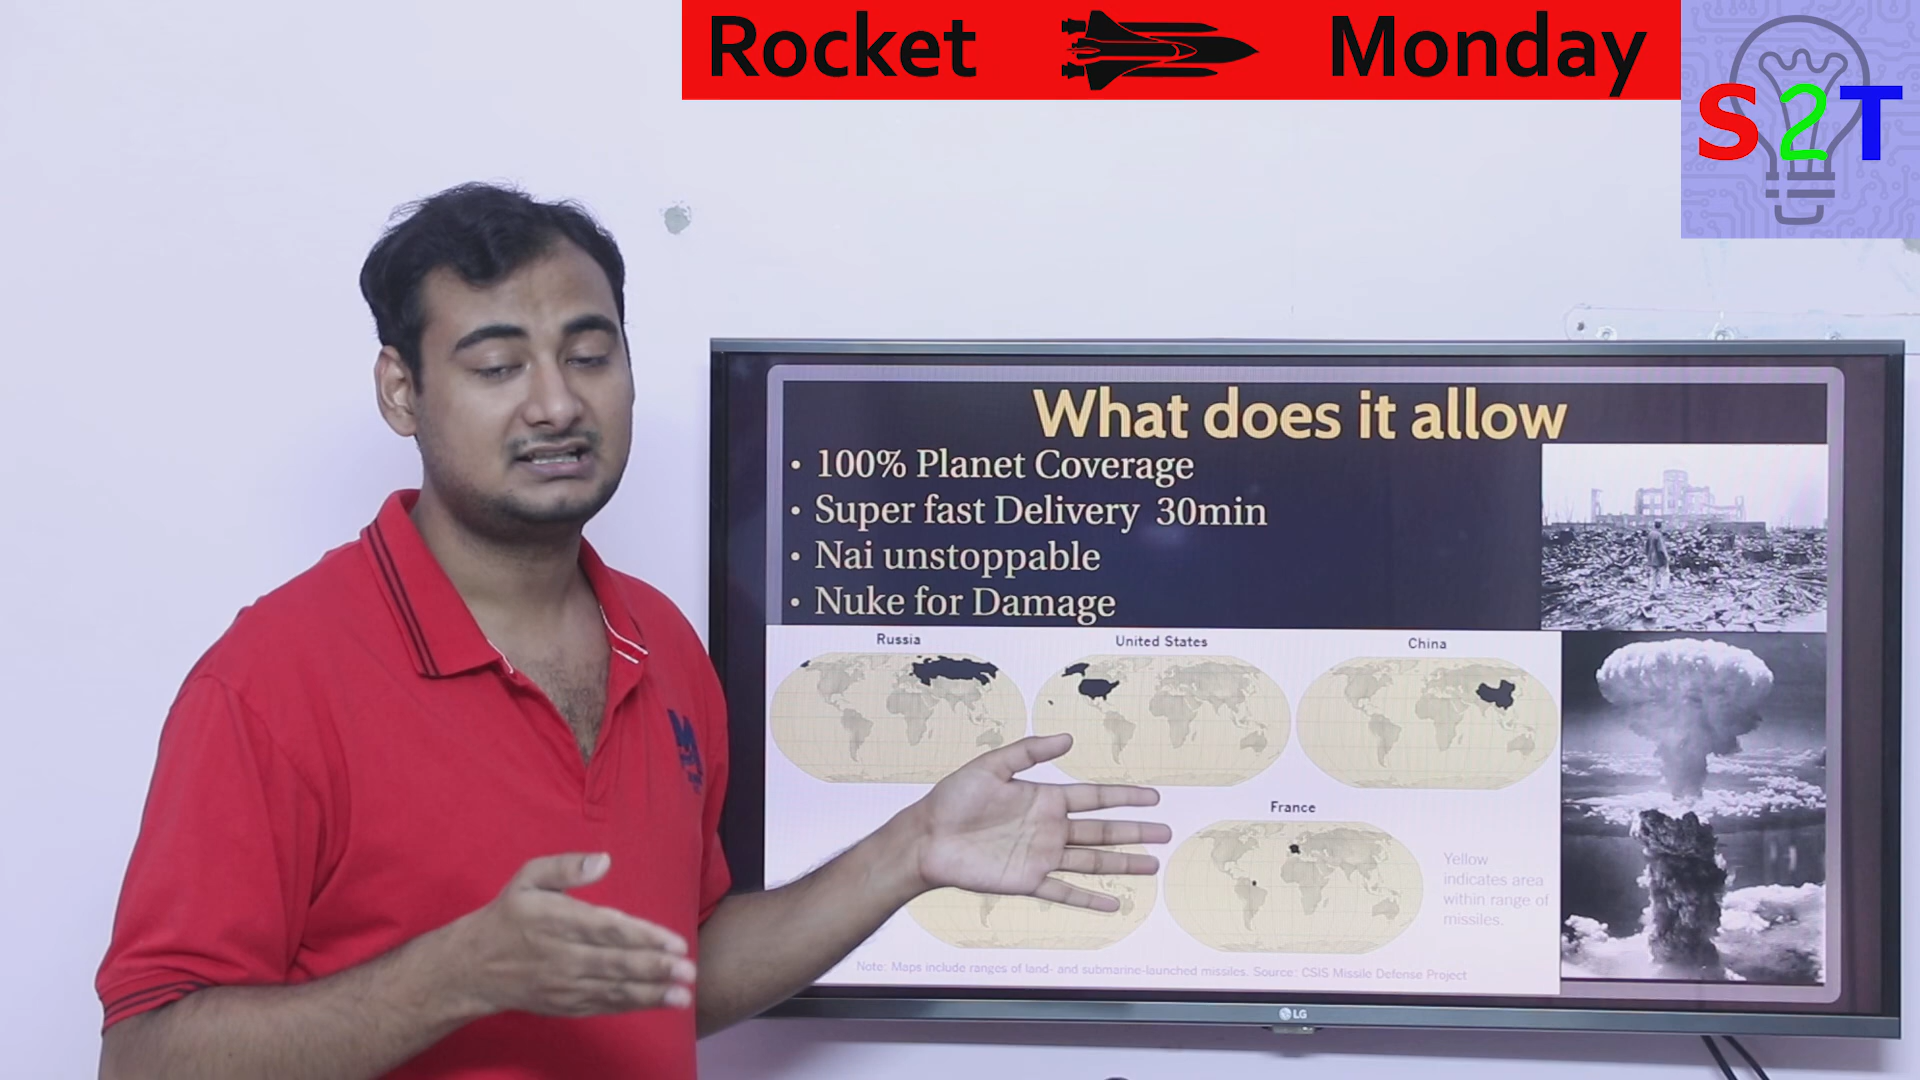 Rocket Monday
S2T
What does it allow
• 100% Planet Coverage
• Super fast Delivery 30min
• Nai unstoppable
• Nuke for Damage
Russia
United States
China
France
Yellow
indicates area
within range of
missiles.
Note: Maps include ranges of land- and submarine-launched missiles. Source: CSIS Missile Defense Project
LG